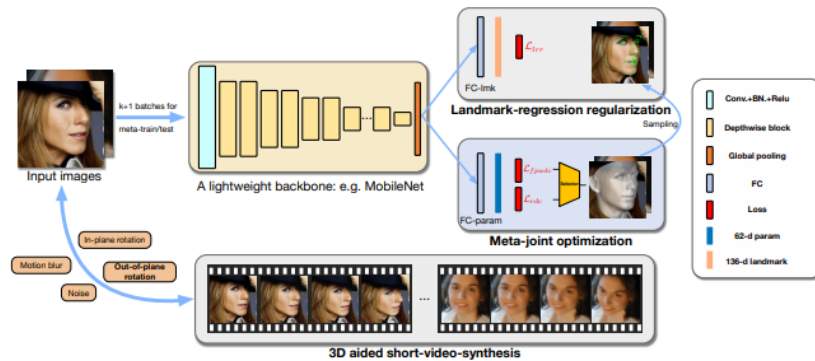 Input images
k+1 batches for
meta-train/test
A lightweight backbone: e.g. MobileNet
FC-lmk
Landmark-regression regularization
Sampling
FC-param
Meta-joint optimization
In-plane rotation
Motion blur
Out-of-plane
rotation
Noise
...
3D aided short-video-synthesis
Conv.+BN.+Relu
Depthwise block
Global pooling
FC
Loss
62-d param
136-d landmark